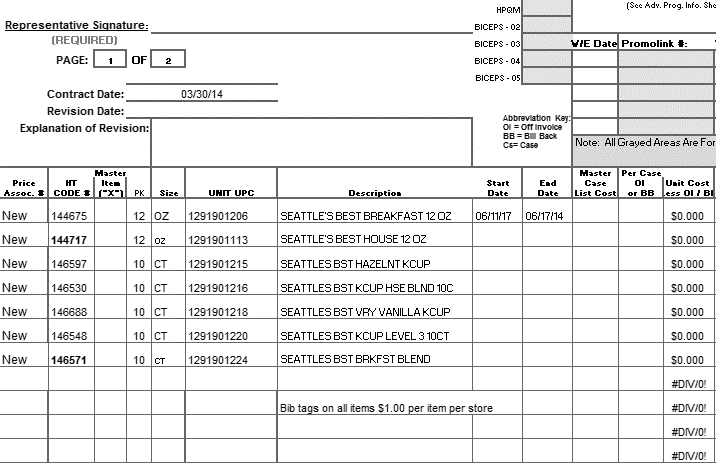 HPQM
(See Adv. Prog. Info. She
Representative Signature:
BICEPS - 02
(REQUIRED)
BICEPS - 03
W/E Date Promolink #:
PAGE: 1 OF 2
BICEPS - 04
BICEPS - 05
Contract Date: 03/30/14
Revision Date:
Explanation of Revision:
Abbreviation Key:
OI = Off Invoice
BB = Bill Back
Cs= Case
Note: All Grayed Areas Are For
Price Assoc. # HT CODE # Master Item ("X") PK Size UNIT UPC Description Start Date End Date Master Case List Cost Per Case OI or BB Unit Cost ess OI / BI
New 144675 12 OZ 1291901206 SEATTLE'S BEST BREAKFAST 12 OZ 06/11/17 06/17/14 $0.000
New 144717 12 oz 1291901113 SEATTLE'S BEST HOUSE 12 OZ $0.000
New 146597 10 CT 1291901215 SEATTLES BST HAZELNT KCUP $0.000
New 146530 10 CT 1291901216 SEATTLES BST KCUP HSE BLND 10C $0.000
New 146688 10 CT 1291901218 SEATTLES BST VRY VANILLA KCUP $0.000
New 146548 10 CT 1291901220 SEATTLES BST KCUP LEVEL 3 10CT $0.000
New 146571 10 CT 1291901224 SEATTLES BST BRKFST BLEND $0.000
#DIV/0!
Bib tags on all items $1.00 per item per store #DIV/0!
#DIV/0!
#DIV/0!